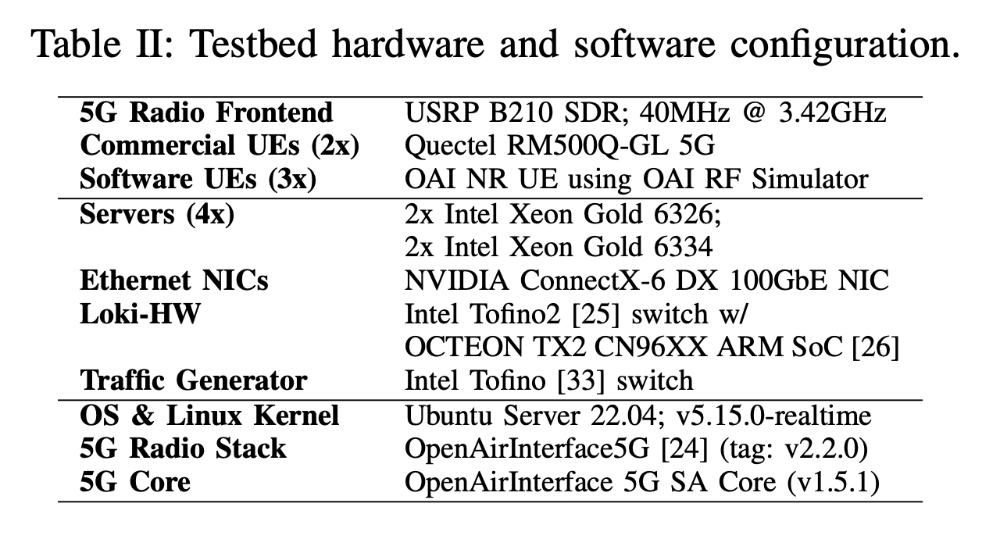 Table II: Testbed hardware and software configuration.
5G Radio Frontend USRP B210 SDR; 40MHz @ 3.42GHz
Commercial UEs (2x) Quectel RM500Q-GL 5G
Software UEs (3x) OAI NR UE using OAI RF Simulator
Servers (4x) 2x Intel Xeon Gold 6326;
2x Intel Xeon Gold 6334
Ethernet NICs NVIDIA ConnectX-6 DX 100GbE NIC
Loki-HW Intel Tofino2 [25] switch w/
OCTEON TX2 CN96XX ARM SoC [26]
Traffic Generator Intel Tofino [33] switch
OS & Linux Kernel Ubuntu Server 22.04; v5.15.0-realtime
5G Radio Stack OpenAirInterface5G [24] (tag: v2.2.0)
5G Core OpenAirInterface 5G SA Core (v1.5.1)